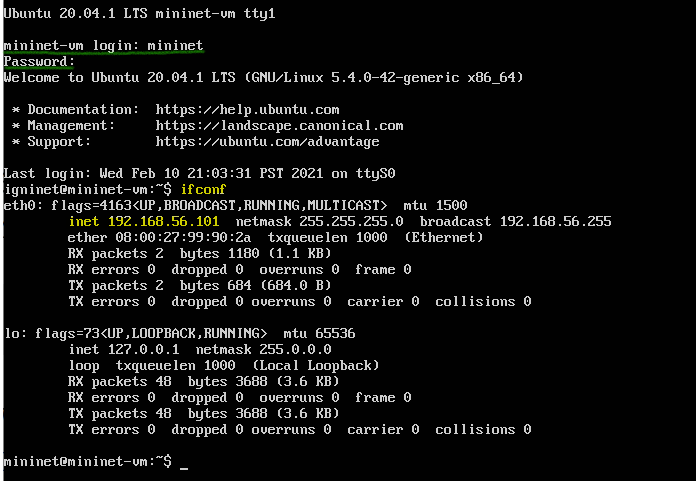 Ubuntu 20.04.1 LTS mininet-vm tty1
mininet-vm login: mininet
Password:
Welcome to Ubuntu 20.04.1 LTS (GNU/Linux 5.4.0-42-generic x86_64)
* Documentation: https://help.ubuntu.com
* Management: https://landscape.canonical.com
* Support: https://ubuntu.com/advantage
Last login: Wed Feb 10 21:03:31 PST 2021 on ttyS0
igninet@mininet-vm:~$ ifconf
eth0: flags=4163<UP,BROADCAST,RUNNING,MULTICAST> mtu 1500
inet 192.168.56.101 netmask 255.255.255.0 broadcast 192.168.56.255
ether 08:00:27:99:90:2a txqueuelen 1000 (Ethernet)
RX packets 2 bytes 1180 (1.1 KB)
RX errors 0 dropped 0 overruns 0 frame 0
TX packets 2 bytes 684 (684.0 B)
TX errors 0 dropped 0 overruns 0 carrier 0 collisions 0
lo: flags=73<UP,LOOPBACK,RUNNING> mtu 65536
inet 127.0.0.1 netmask 255.0.0.0
loop txqueuelen 1000 (Local Loopback)
RX packets 48 bytes 3688 (3.6 KB)
RX errors 0 dropped 0 overruns 0 frame 0
TX packets 48 bytes 3688 (3.6 KB)
TX errors 0 dropped 0 overruns 0 carrier 0 collisions 0
mininet@mininet-vm:~$ _